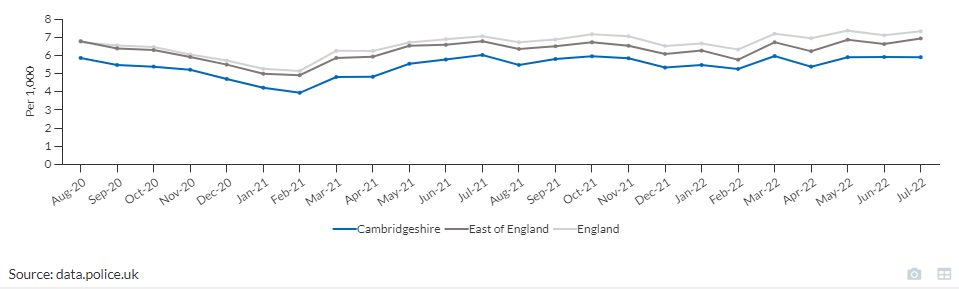 8
7
6
5
4
3
2
1
0
Per 1,000
Aug-20 Sep-20 Oct-20 Nov-20 Dec-20 Jan-21 Feb-21 Mar-21 Apr-21 May-21 Jun-21 Jul-21 Aug-21 Sep-21 Oct-21 Nov-21 Dec-21 Jan-22 Feb-22 Mar-22 Apr-22 May-22 Jun-22 Jul-22
Cambridgeshire East of England England
Source: data.police.uk